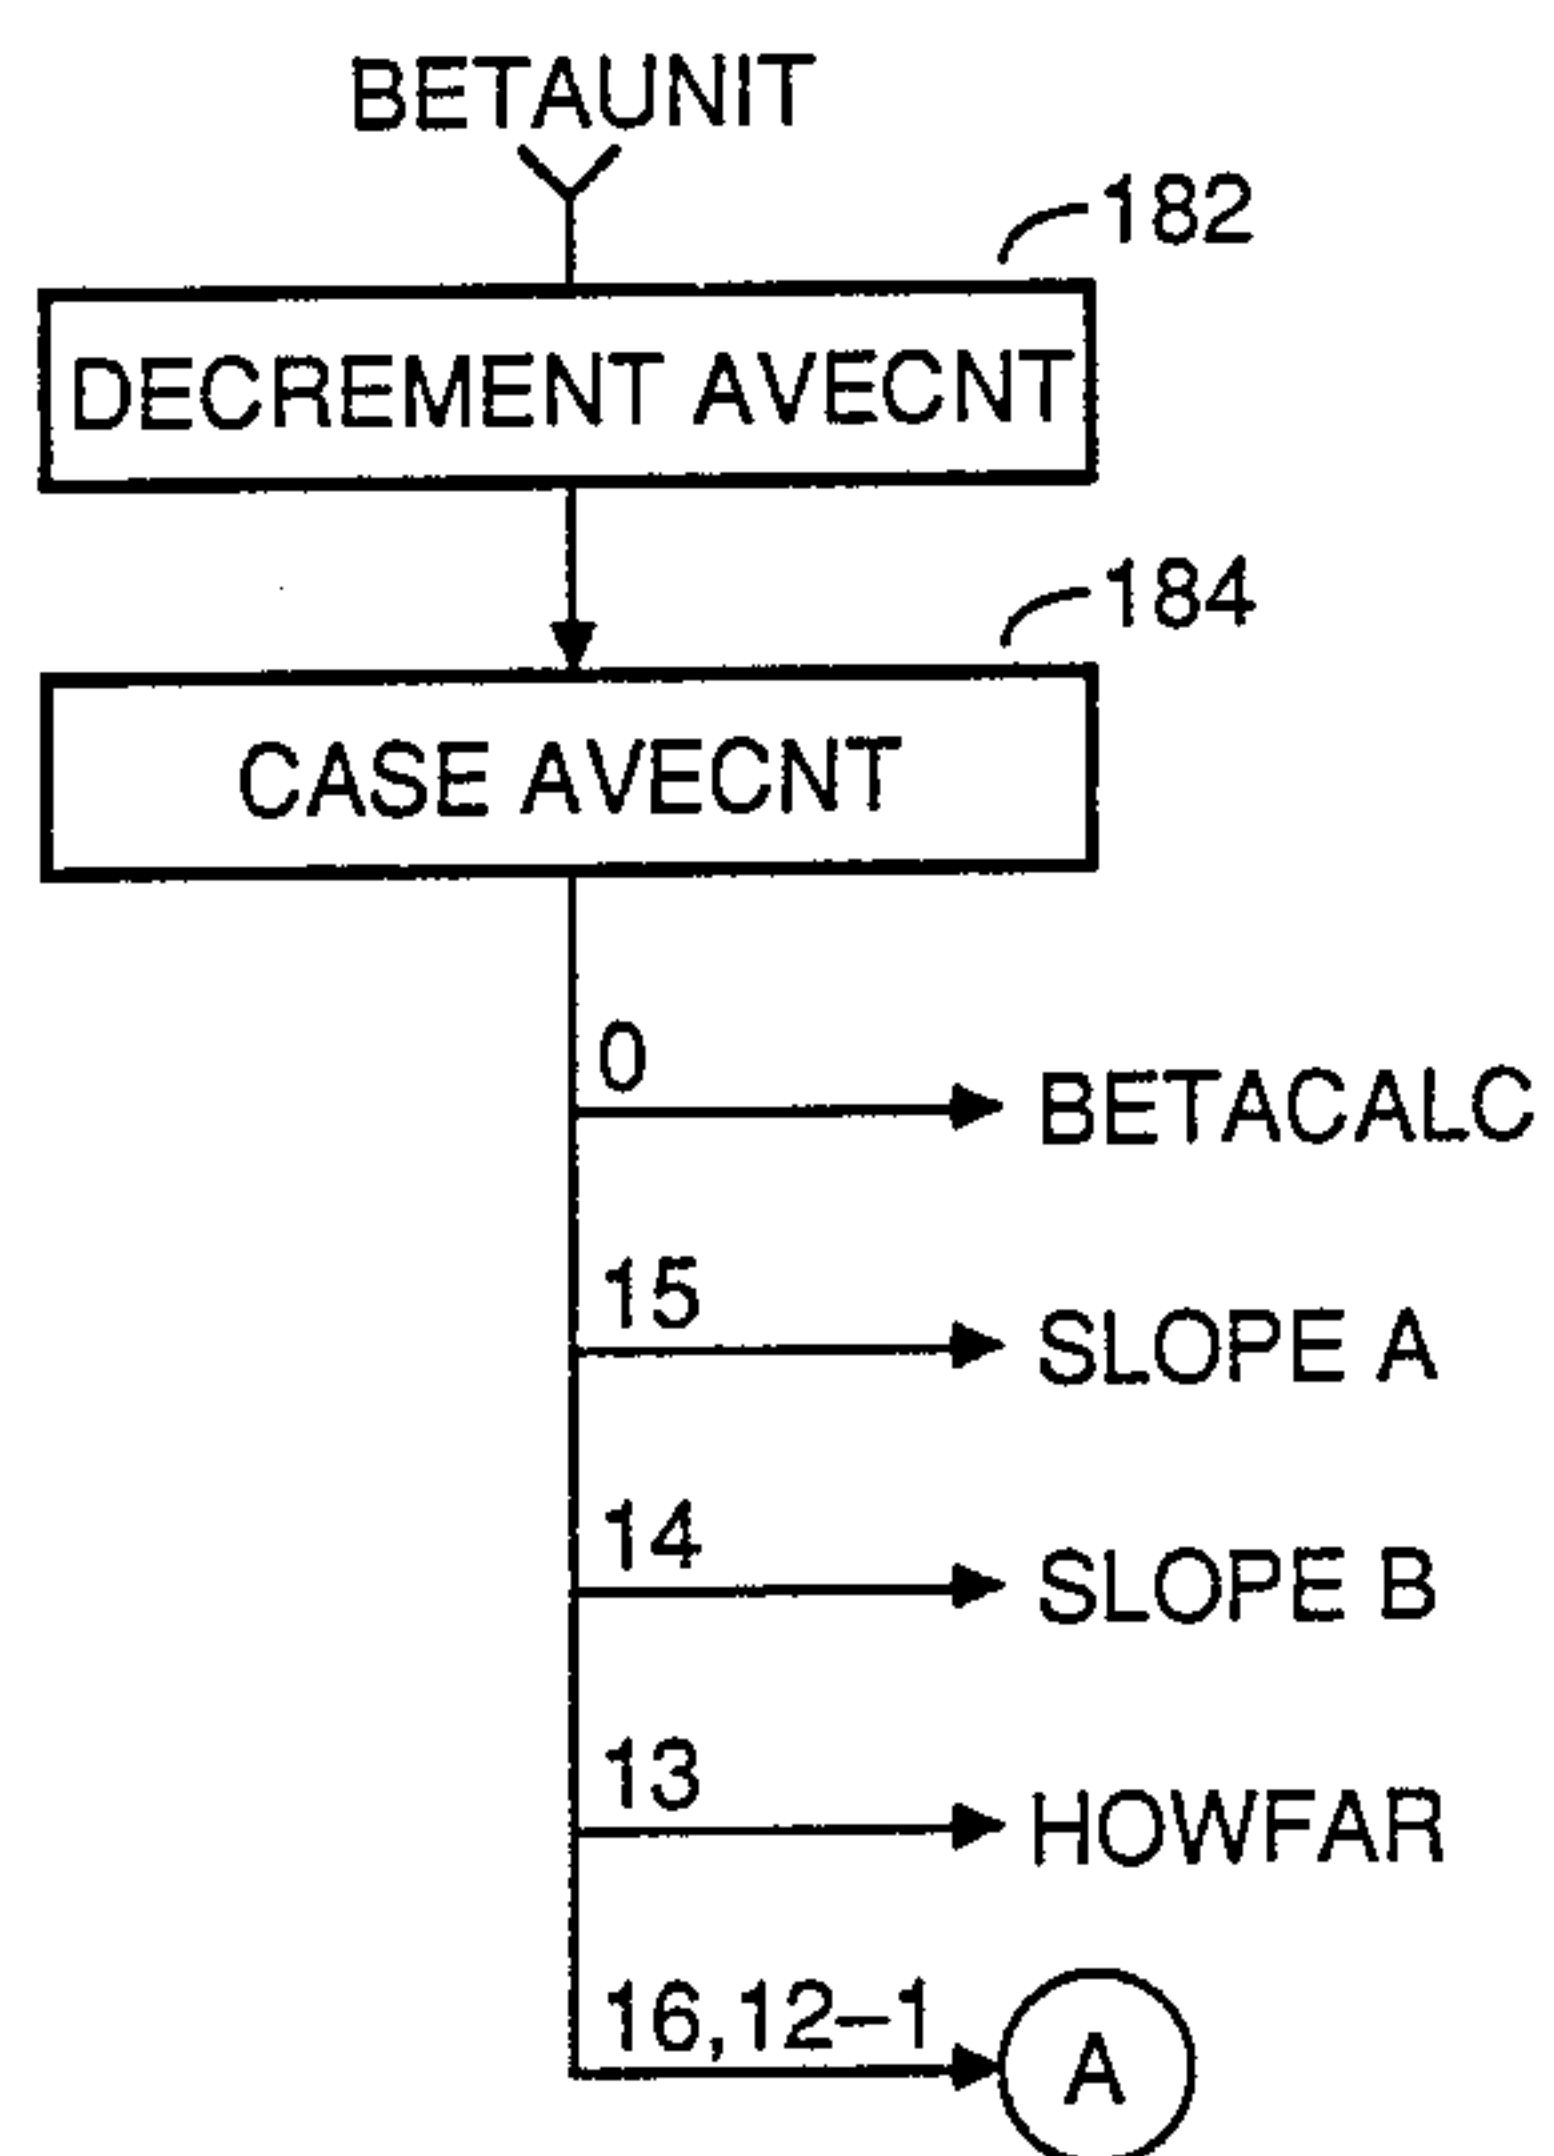 BETAUNIT
182
DECREMENT AVECNT
184
CASE AVECNT
0
BETACALC
15
SLOPE A
14
SLOPE B
13
HOWFAR
16,12–1
A